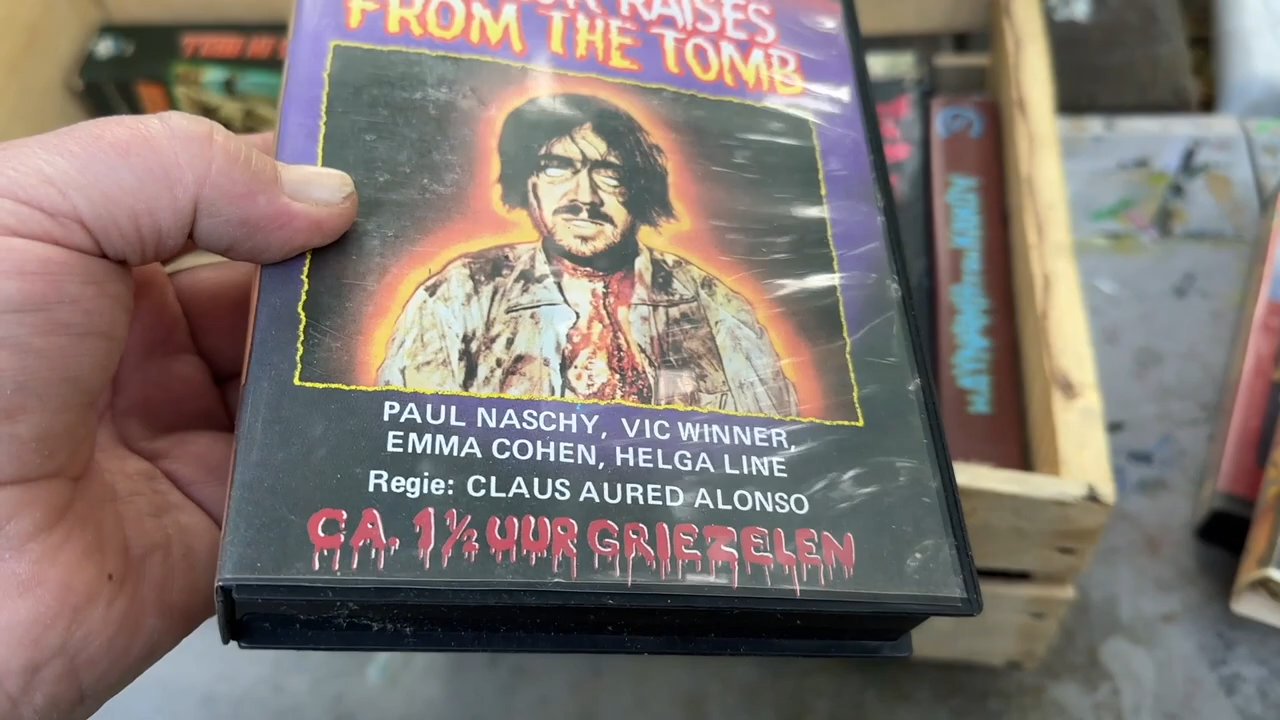 RAISES
FROM THE TOMB
PAUL NASCHY, VIC WINNER,
EMMA COHEN, HELGA LINE
Regie: CLAUS AURED ALONSO
CA. 1½ UUR GRIEZELEN